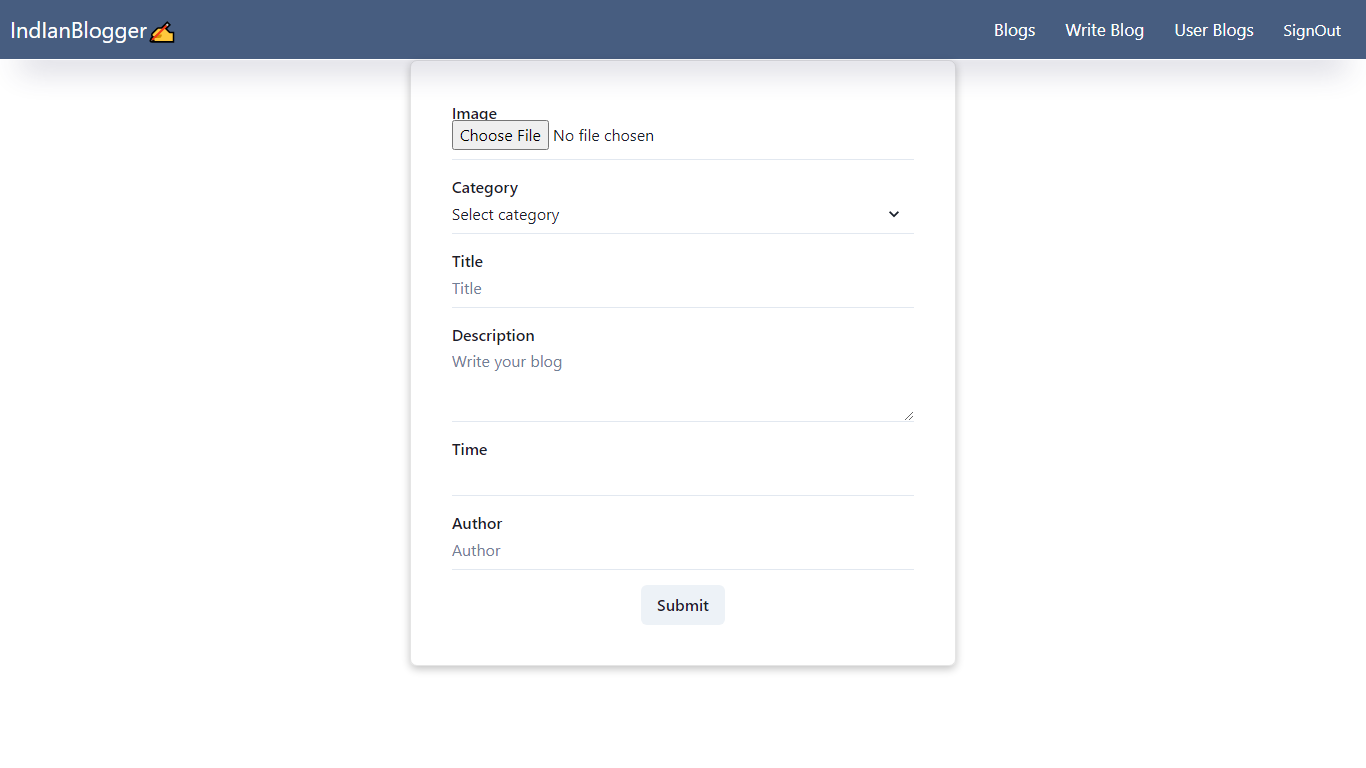 IndIanBlogger✍
Blogs Write Blog User Blogs SignOut
Image
Choose File No file chosen
Category
Select category
Title
Title
Description
Write your blog
Time
Author
Author
Submit